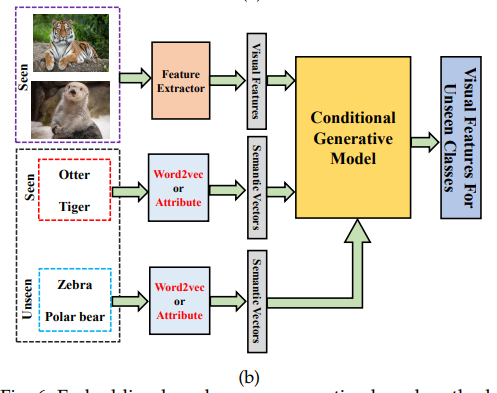 Seen
Feature
Extractor
Visual Features
Conditional
Generative
Model
Visual Features For
Unseen Classes
Seen
Otter
Tiger
Word2vec
or
Attribute
Semantic Vectors
Unseen
Zebra
Polar bear
Word2vec
or
Attribute
Semantic Vectors
(b)